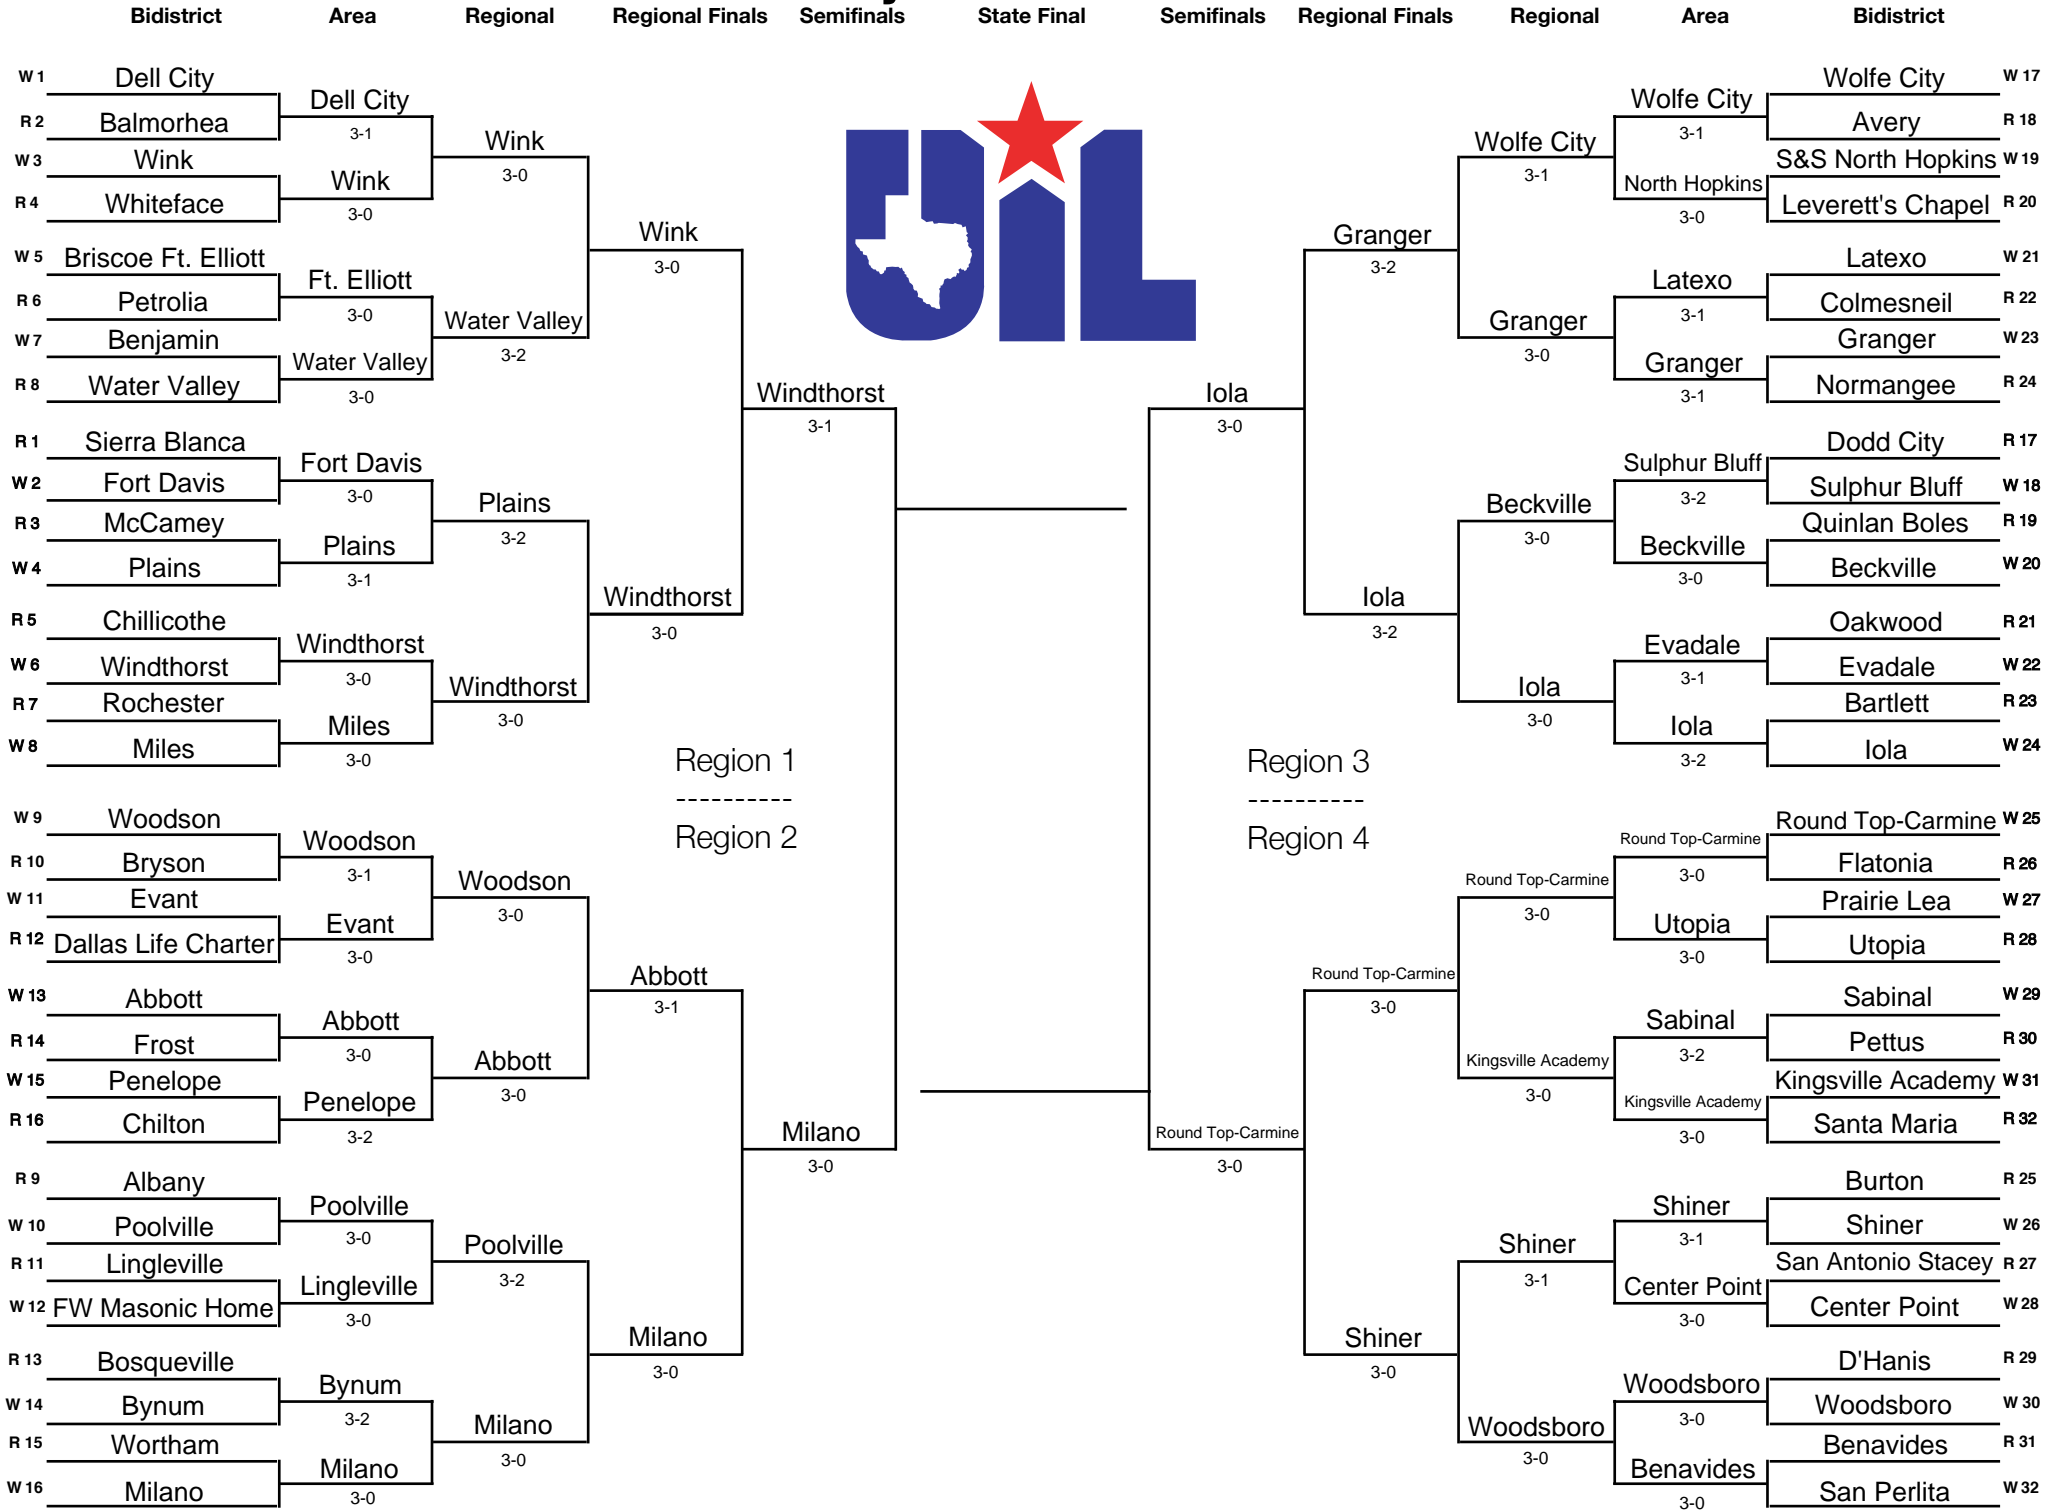 Bidistrict Area Regional Regional Finals Semifinals State Final Semifinals Regional Finals Regional Area Bidistrict
W 1 Dell City
Dell City
3-1
R 2 Balmorhea
Wink
3-0
W 3 Wink
Wink
3-0
R 4 Whiteface
Wink
3-0
W 5 Briscoe Ft. Elliott
Ft. Elliott
3-0
R 6 Petrolia
Water Valley
3-2
W 7 Benjamin
Water Valley
3-0
R 8 Water Valley
Windthorst
3-1
R 1 Sierra Blanca
Fort Davis
3-0
W 2 Fort Davis
Plains
3-2
R 3 McCamey
Plains
3-1
W 4 Plains
Windthorst
3-0
R 5 Chillicothe
Windthorst
3-0
W 6 Windthorst
Windthorst
3-0
R 7 Rochester
Miles
3-0
W 8 Miles
Region 1
----------
Region 2
W 9 Woodson
Woodson
3-1
R 10 Bryson
Woodson
3-0
W 11 Evant
Evant
3-0
R 12 Dallas Life Charter
Abbott
3-1
W 13 Abbott
Abbott
3-0
R 14 Frost
Abbott
3-0
W 15 Penelope
Penelope
3-2
R 16 Chilton
Milano
3-0
R 9 Albany
Poolville
3-0
W 10 Poolville
Poolville
3-2
R 11 Lingleville
Lingleville
3-0
W 12 FW Masonic Home
Milano
3-0
R 13 Bosqueville
Bynum
3-2
W 14 Bynum
Milano
3-0
R 15 Wortham
Milano
3-0
W 16 Milano
UIL
Wolfe City W 17
Wolfe City
3-1
Avery R 18
Wolfe City
3-1
S&S North Hopkins W 19
North Hopkins
3-0
Leverett's Chapel R 20
Granger
3-2
Latexo W 21
Latexo
3-1
Colmesneil R 22
Granger
3-0
Granger W 23
Granger
3-1
Normangee R 24
Iola
3-0
Dodd City R 17
Sulphur Bluff
3-2
Sulphur Bluff W 18
Beckville
3-0
Quinlan Boles R 19
Beckville
3-0
Beckville W 20
Iola
3-2
Oakwood R 21
Evadale
3-1
Evadale W 22
Iola
3-0
Bartlett R 23
Iola
3-2
Iola W 24
Region 3
----------
Region 4
Round Top-Carmine W 25
Round Top-Carmine
3-0
Flatonia R 26
Round Top-Carmine
3-0
Prairie Lea W 27
Utopia
3-0
Utopia R 28
Round Top-Carmine
3-0
Sabinal W 29
Sabinal
3-2
Pettus R 30
Kingsville Academy
3-0
Kingsville Academy W 31
Kingsville Academy
3-0
Santa Maria R 32
Round Top-Carmine
3-0
Burton R 25
Shiner
3-1
Shiner W 26
Shiner
3-1
San Antonio Stacey R 27
Center Point
3-0
Center Point W 28
Shiner
3-0
D'Hanis R 29
Woodsboro
3-0
Woodsboro W 30
Woodsboro
3-0
Benavides R 31
Benavides
3-0
San Perlita W 32